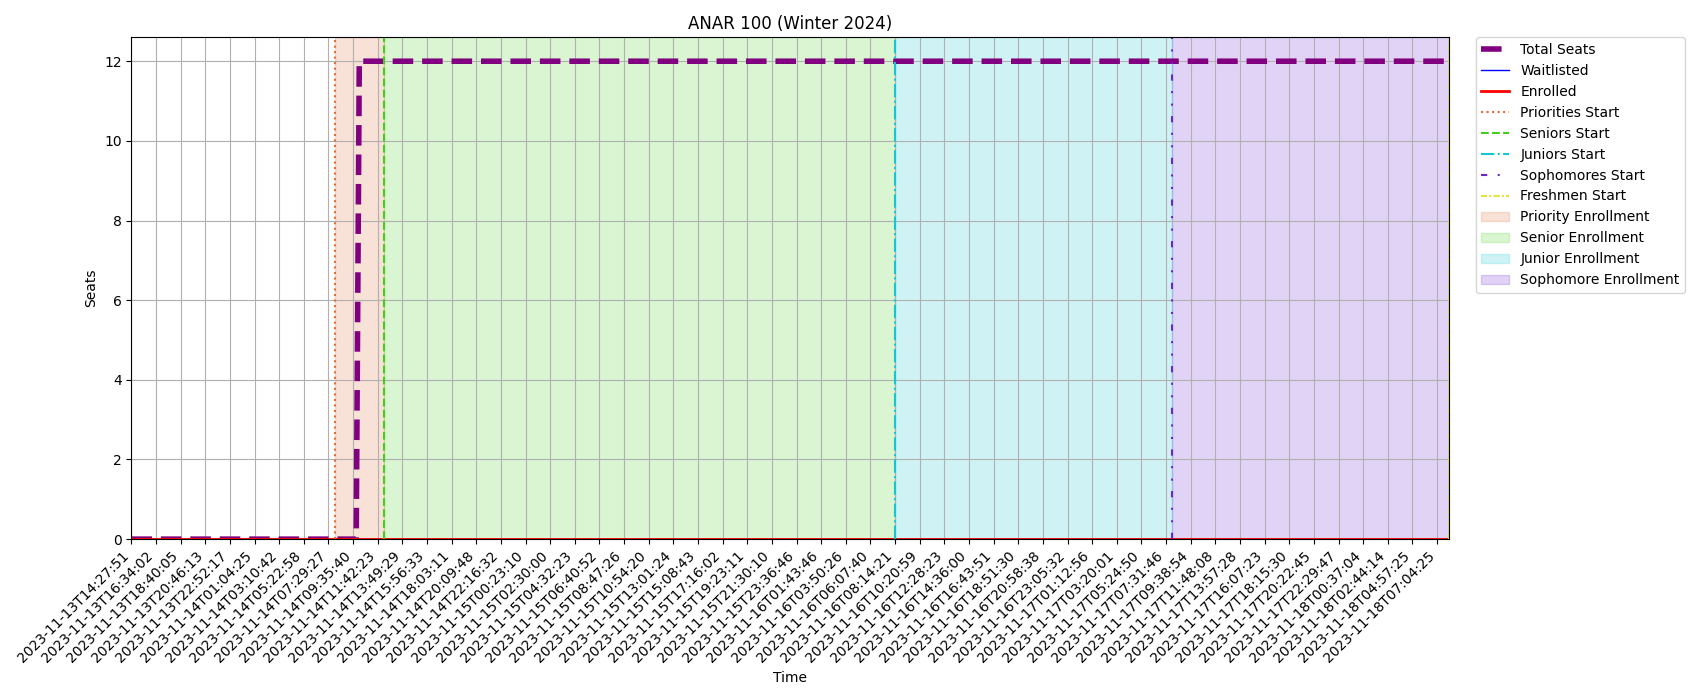 ANAR 100 (Winter 2024)
12
10
8
6
4
2
0
Seats
2023-11-13T14:27:51
2023-11-13T16:34:02
2023-11-13T18:40:05
2023-11-13T20:46:13
2023-11-13T22:52:17
2023-11-14T01:04:25
2023-11-14T03:10:42
2023-11-14T05:22:58
2023-11-14T07:29:27
2023-11-14T09:35:40
2023-11-14T11:42:23
2023-11-14T13:49:29
2023-11-14T15:56:33
2023-11-14T18:03:11
2023-11-14T20:09:48
2023-11-14T22:16:32
2023-11-15T00:23:10
2023-11-15T02:30:00
2023-11-15T04:32:23
2023-11-15T06:40:52
2023-11-15T08:47:26
2023-11-15T10:54:20
2023-11-15T13:01:24
2023-11-15T15:08:43
2023-11-15T17:16:02
2023-11-15T19:23:11
2023-11-15T21:30:10
2023-11-15T23:36:46
2023-11-16T01:43:46
2023-11-16T03:50:26
2023-11-16T06:07:40
2023-11-16T08:14:21
2023-11-16T10:20:59
2023-11-16T12:28:23
2023-11-16T14:36:00
2023-11-16T16:43:51
2023-11-16T18:51:30
2023-11-16T20:58:38
2023-11-16T23:05:32
2023-11-17T01:12:56
2023-11-17T03:20:01
2023-11-17T05:24:50
2023-11-17T07:31:46
2023-11-17T09:38:54
2023-11-17T11:48:08
2023-11-17T13:57:28
2023-11-17T16:07:23
2023-11-17T18:15:30
2023-11-17T20:22:45
2023-11-17T22:29:47
2023-11-18T00:37:04
2023-11-18T02:44:14
2023-11-18T04:57:25
2023-11-18T07:04:25
Time
Total Seats
Waitlisted
Enrolled
Priorities Start
Seniors Start
Juniors Start
Sophomores Start
Freshmen Start
Priority Enrollment
Senior Enrollment
Junior Enrollment
Sophomore Enrollment